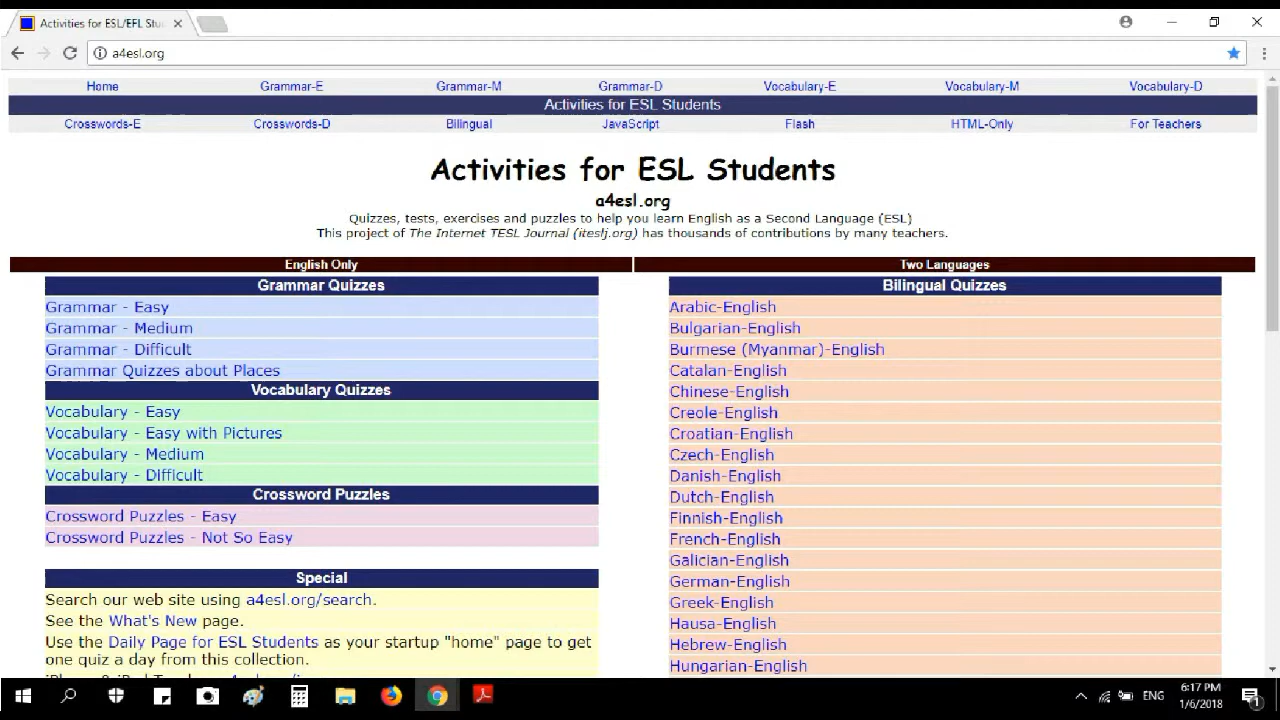 Activities for ESL/EFL Stu
a4esl.org
Home Grammar-E Grammar-M Grammar-D Vocabulary-E Vocabulary-M Vocabulary-D
Activities for ESL Students
Crosswords-E Crosswords-D Bilingual JavaScript Flash HTML-Only For Teachers
Activities for ESL Students
a4esl.org
Quizzes, tests, exercises and puzzles to help you learn English as a Second Language (ESL)
This project of The Internet TESL Journal (iteslj.org) has thousands of contributions by many teachers.
English Only
Grammar Quizzes
Grammar - Easy
Grammar - Medium
Grammar - Difficult
Grammar Quizzes about Places
Vocabulary Quizzes
Vocabulary - Easy
Vocabulary - Easy with Pictures
Vocabulary - Medium
Vocabulary - Difficult
Crossword Puzzles
Crossword Puzzles - Easy
Crossword Puzzles - Not So Easy
Special
Search our web site using a4esl.org/search.
See the What's New page.
Use the Daily Page for ESL Students as your startup "home" page to get
one quiz a day from this collection.
Two Languages
Bilingual Quizzes
Arabic-English
Bulgarian-English
Burmese (Myanmar)-English
Catalan-English
Chinese-English
Creole-English
Croatian-English
Czech-English
Danish-English
Dutch-English
Finnish-English
French-English
Galician-English
German-English
Greek-English
Hausa-English
Hebrew-English
Hungarian-English
ENG
6:17 PM
1/6/2018
1